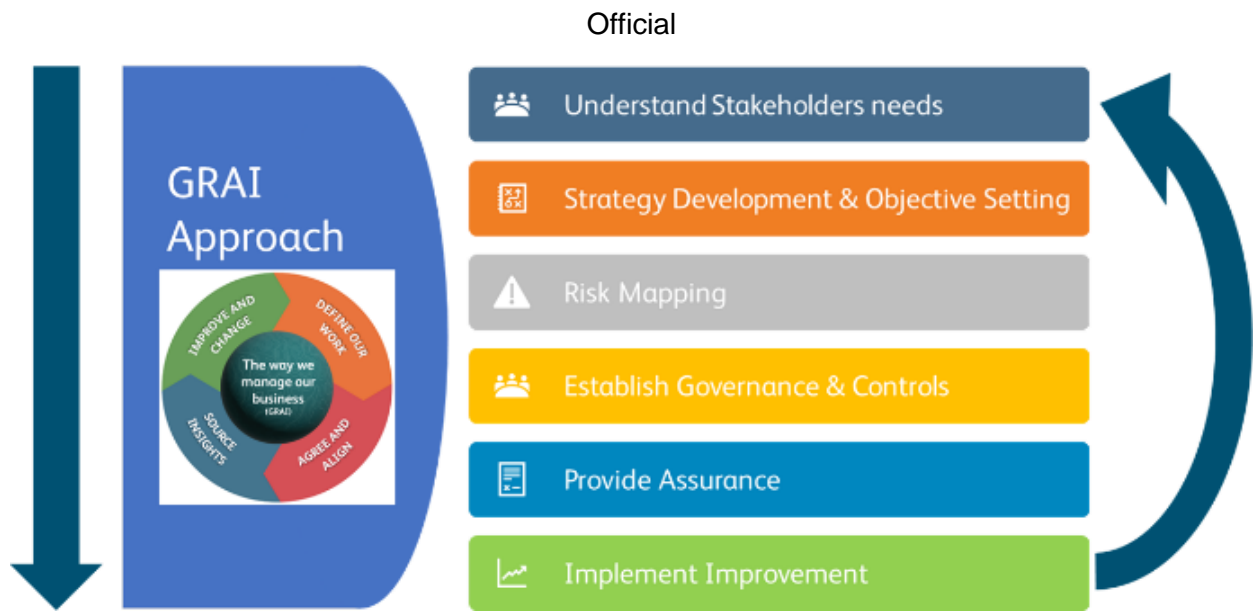 Official
GRAI
Approach
IMPROVE AND
CHANGE
DEFINE OUR
WORK
The way we
manage our
business
(GRAI)
SOURCE
INSIGHTS
AGREE AND
ALIGN
Understand Stakeholders needs
Strategy Development & Objective Setting
Risk Mapping
Establish Governance & Controls
Provide Assurance
Implement Improvement